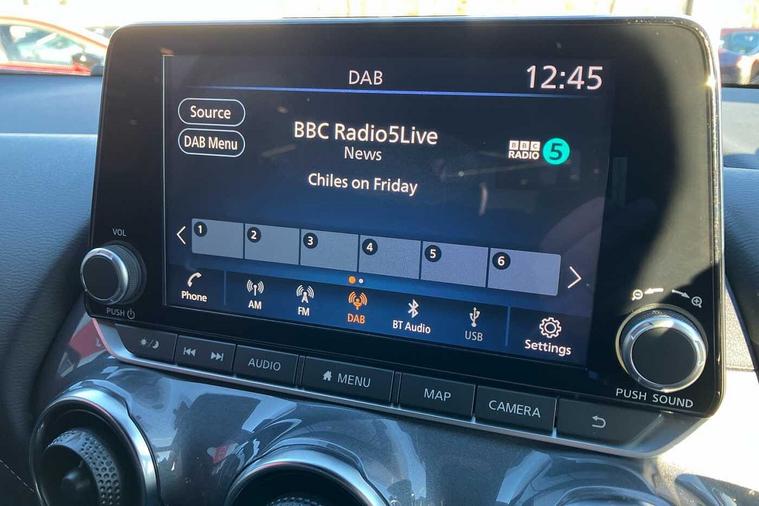 DAB
12:45
Source
DAB Menu
BBC Radio5Live
News
BBC
RADIO 5
Chiles on Friday
1 2 3 4 5 6
Phone
AM
FM
DAB
BT Audio
USB
Settings
VOL
PUSH
PUSH SOUND
AUDIO
MENU
MAP
CAMERA